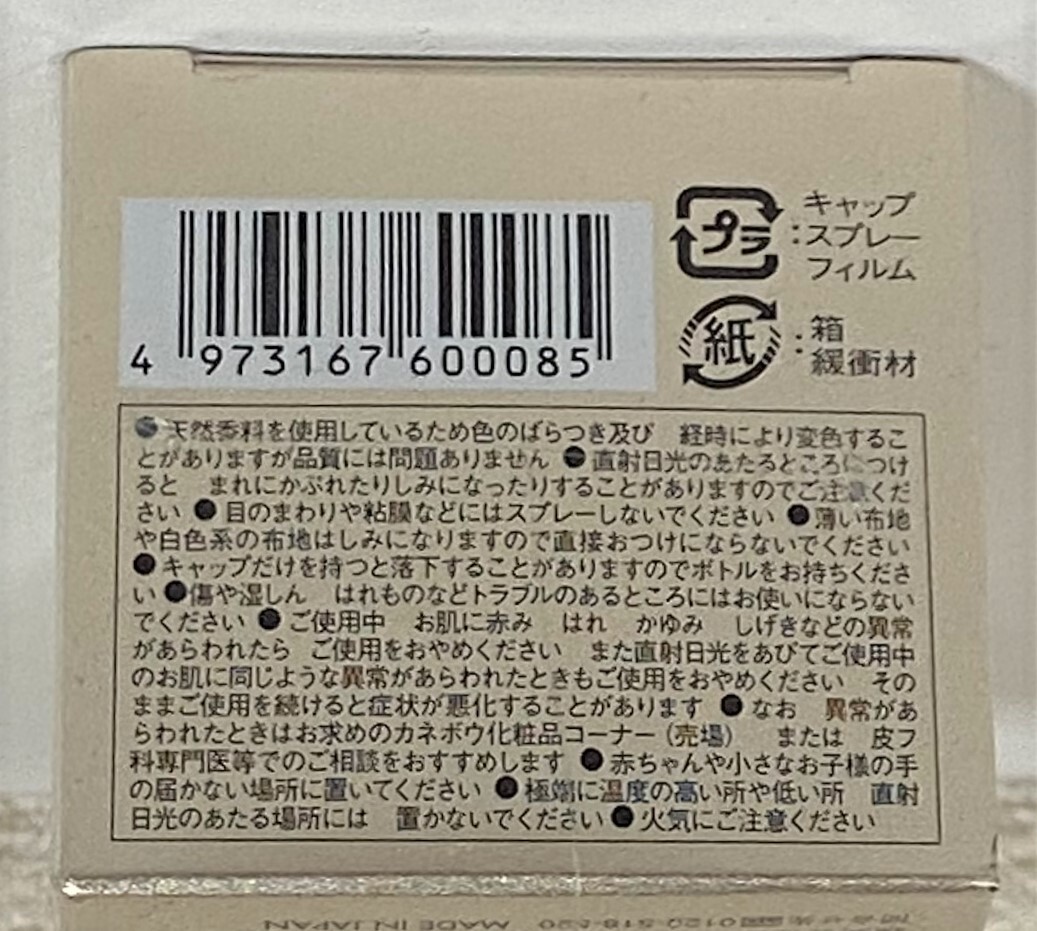 プラ:キャップ
スプレー
フィルム
紙:箱
緩衝材
4 973167 600085
●天然香料を使用しているため色のばらつき及び 経時により変色するこ
とがありますが品質には問題ありません ●直射日光のあたるところにつけ
ると まれにかぶれたりしみになったりすることがありますのでご注意くだ
さい ●目のまわりや粘膜などにはスプレーしないでください ●薄い布地
や白色系の布地はしみになりますので直接おつけにならないでください
●キャップだけを持つと落下することがありますのでボトルをお持ちくださ
い ●傷や湿しん はれものなどトラブルのあるところにはお使いにならない
でください ●ご使用中 お肌に赤み はれ かゆみ しげきなどの異常
があらわれたら ご使用をおやめください また直射日光をあびてご使用中
のお肌に同じような異常があらわれたときもご使用をおやめください その
ままご使用を続けると症状が悪化することがあります ●なお 異常があ
らわれたときはお求めのカネボウ化粧品コーナー(売場) または 皮フ
科専門医等でのご相談をおすすめします ●赤ちゃんや小さなお子様の手
の届かない場所に置いてください ●極端に温度の高い所や低い所 直射
日光のあたる場所には 置かないでください ●火気にご注意ください
MADE IN JAPAN